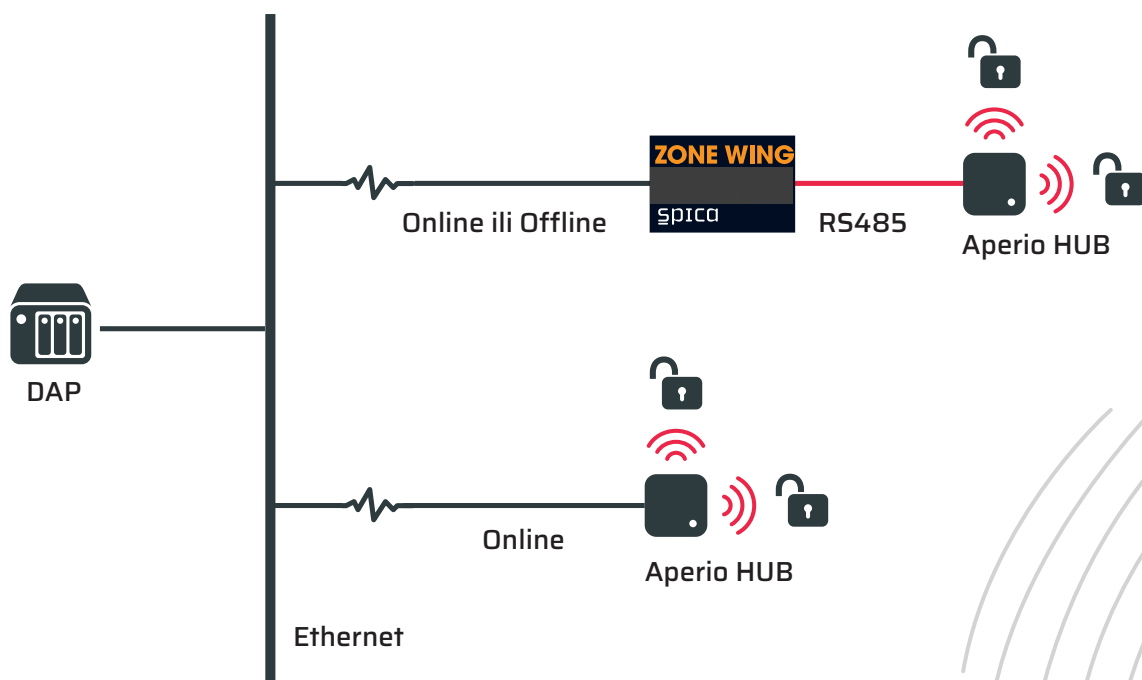 ZONE WING
spica
Online ili Offline
RS485
Aperio HUB
DAP
Online
Aperio HUB
Ethernet